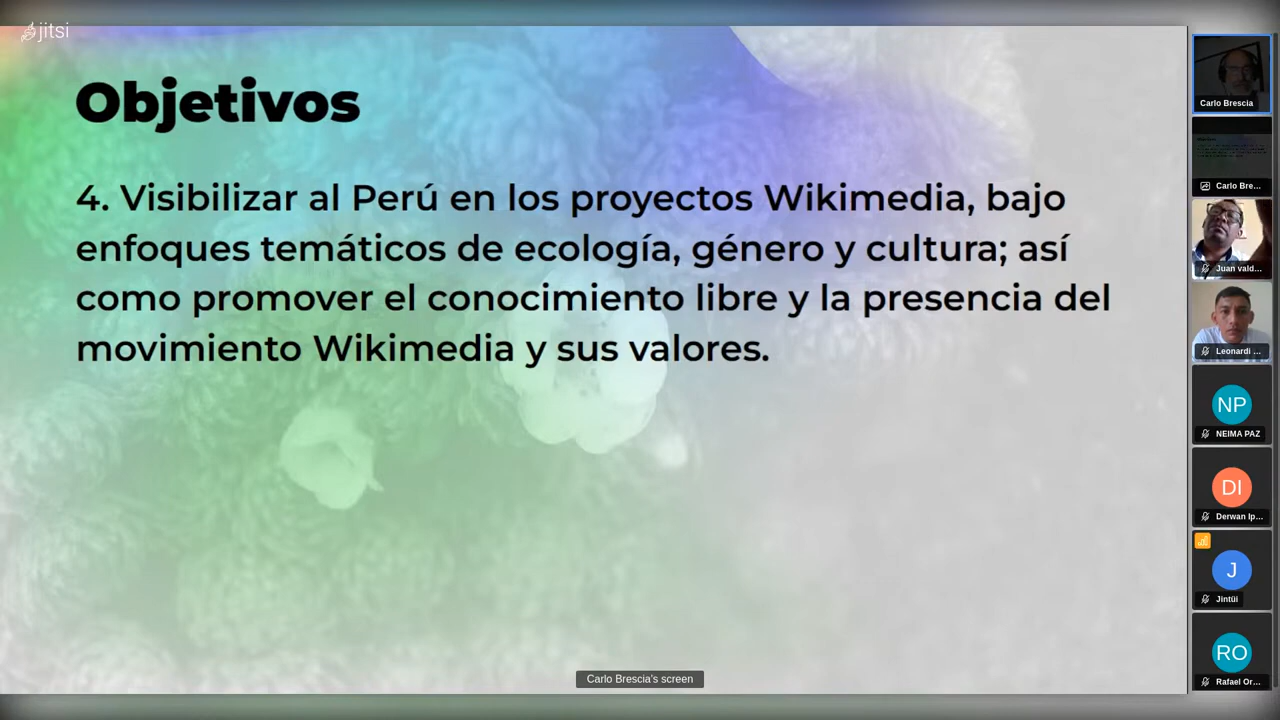 jitsi
Objetivos
4. Visibilizar al Perú en los proyectos Wikimedia, bajo
enfoques temáticos de ecología, género y cultura; así
como promover el conocimiento libre y la presencia del
movimiento Wikimedia y sus valores.
Carlo Brescia's screen
Carlo Brescia
Carlo Bre...
Juan vald...
Leonardi ...
NP
NEIMA PAZ
DI
Derwan Ip...
J
Jintüi
RO
Rafael Or...